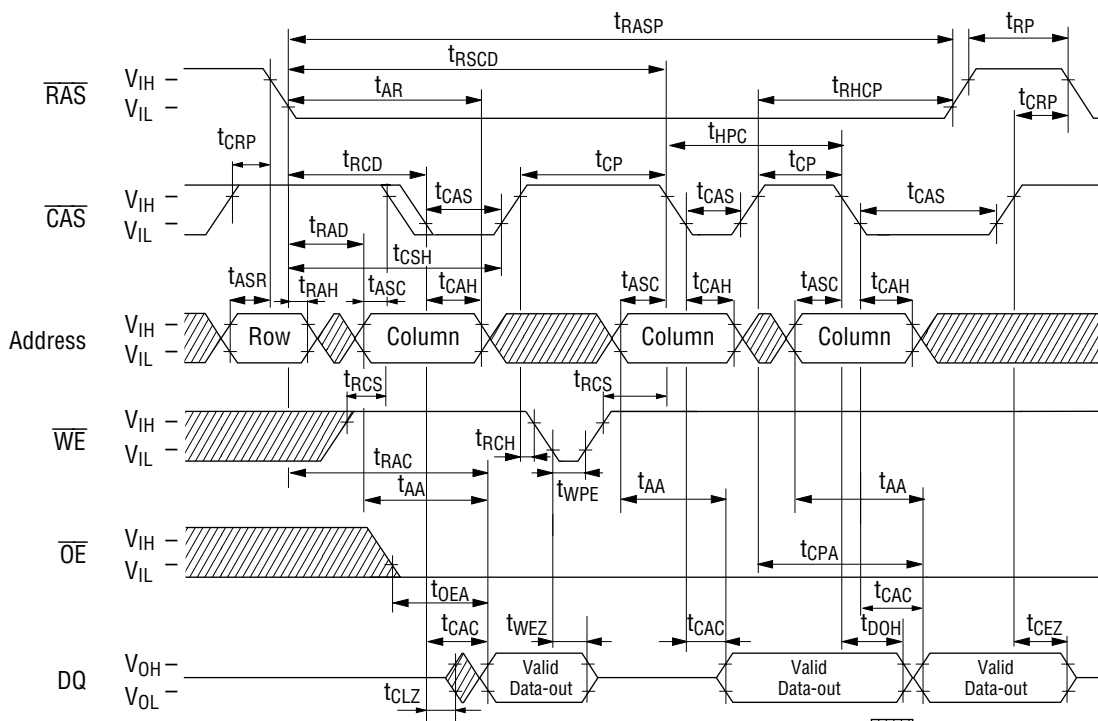 tRASP
tRP
tRSCD
VIH
RAS
VIL
tAR
tRHCP
tCRP
tCRP
tRCD
tCP
tHPC
tCP
VIH
CAS
VIL
tCAS
tCAS
tCAS
tRAD
tCSH
tASR
tRAH
tASC
tCAH
tASC
tCAH
tASC
tCAH
Address
VIH
VIL
Row
Column
Column
Column
tRCS
tRCS
VIH
WE
VIL
tRCH
tWPE
tRAC
tAA
tAA
tAA
VIH
OE
VIL
tCPA
tOEA
tCAC
tCAC
tWEZ
tCAC
tDOH
tCEZ
VOH
DQ
VOL
Valid
Data-out
Valid
Data-out
Valid
Data-out
tCLZ